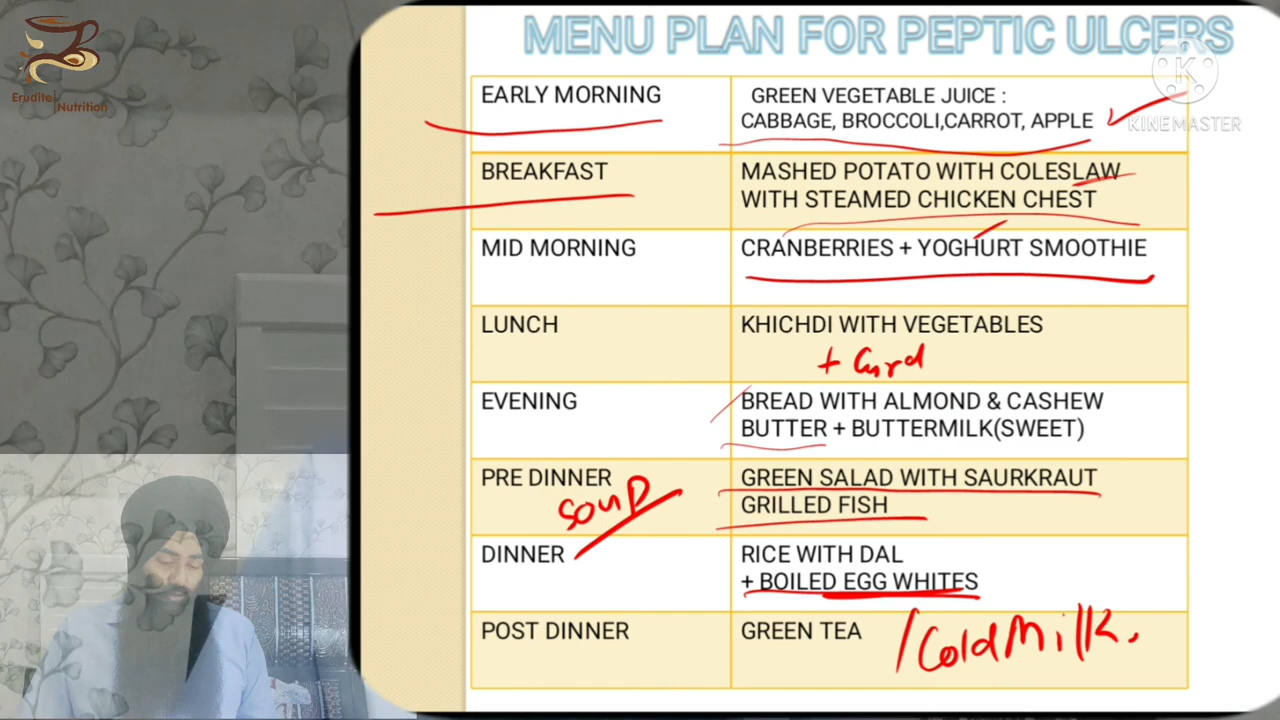 Erudite Nutrition
MENU PLAN FOR PEPTIC ULCERS
K
KINEMASTER
EARLY MORNING
GREEN VEGETABLE JUICE :
CABBAGE, BROCCOLI,CARROT, APPLE
BREAKFAST
MASHED POTATO WITH COLESLAW
WITH STEAMED CHICKEN CHEST
MID MORNING
CRANBERRIES + YOGHURT SMOOTHIE
LUNCH
KHICHDI WITH VEGETABLES
+ Curd
EVENING
BREAD WITH ALMOND & CASHEW
BUTTER + BUTTERMILK(SWEET)
PRE DINNER
soup
GREEN SALAD WITH SAURKRAUT
GRILLED FISH
DINNER
RICE WITH DAL
+ BOILED EGG WHITES
POST DINNER
GREEN TEA
/Cold Milk.